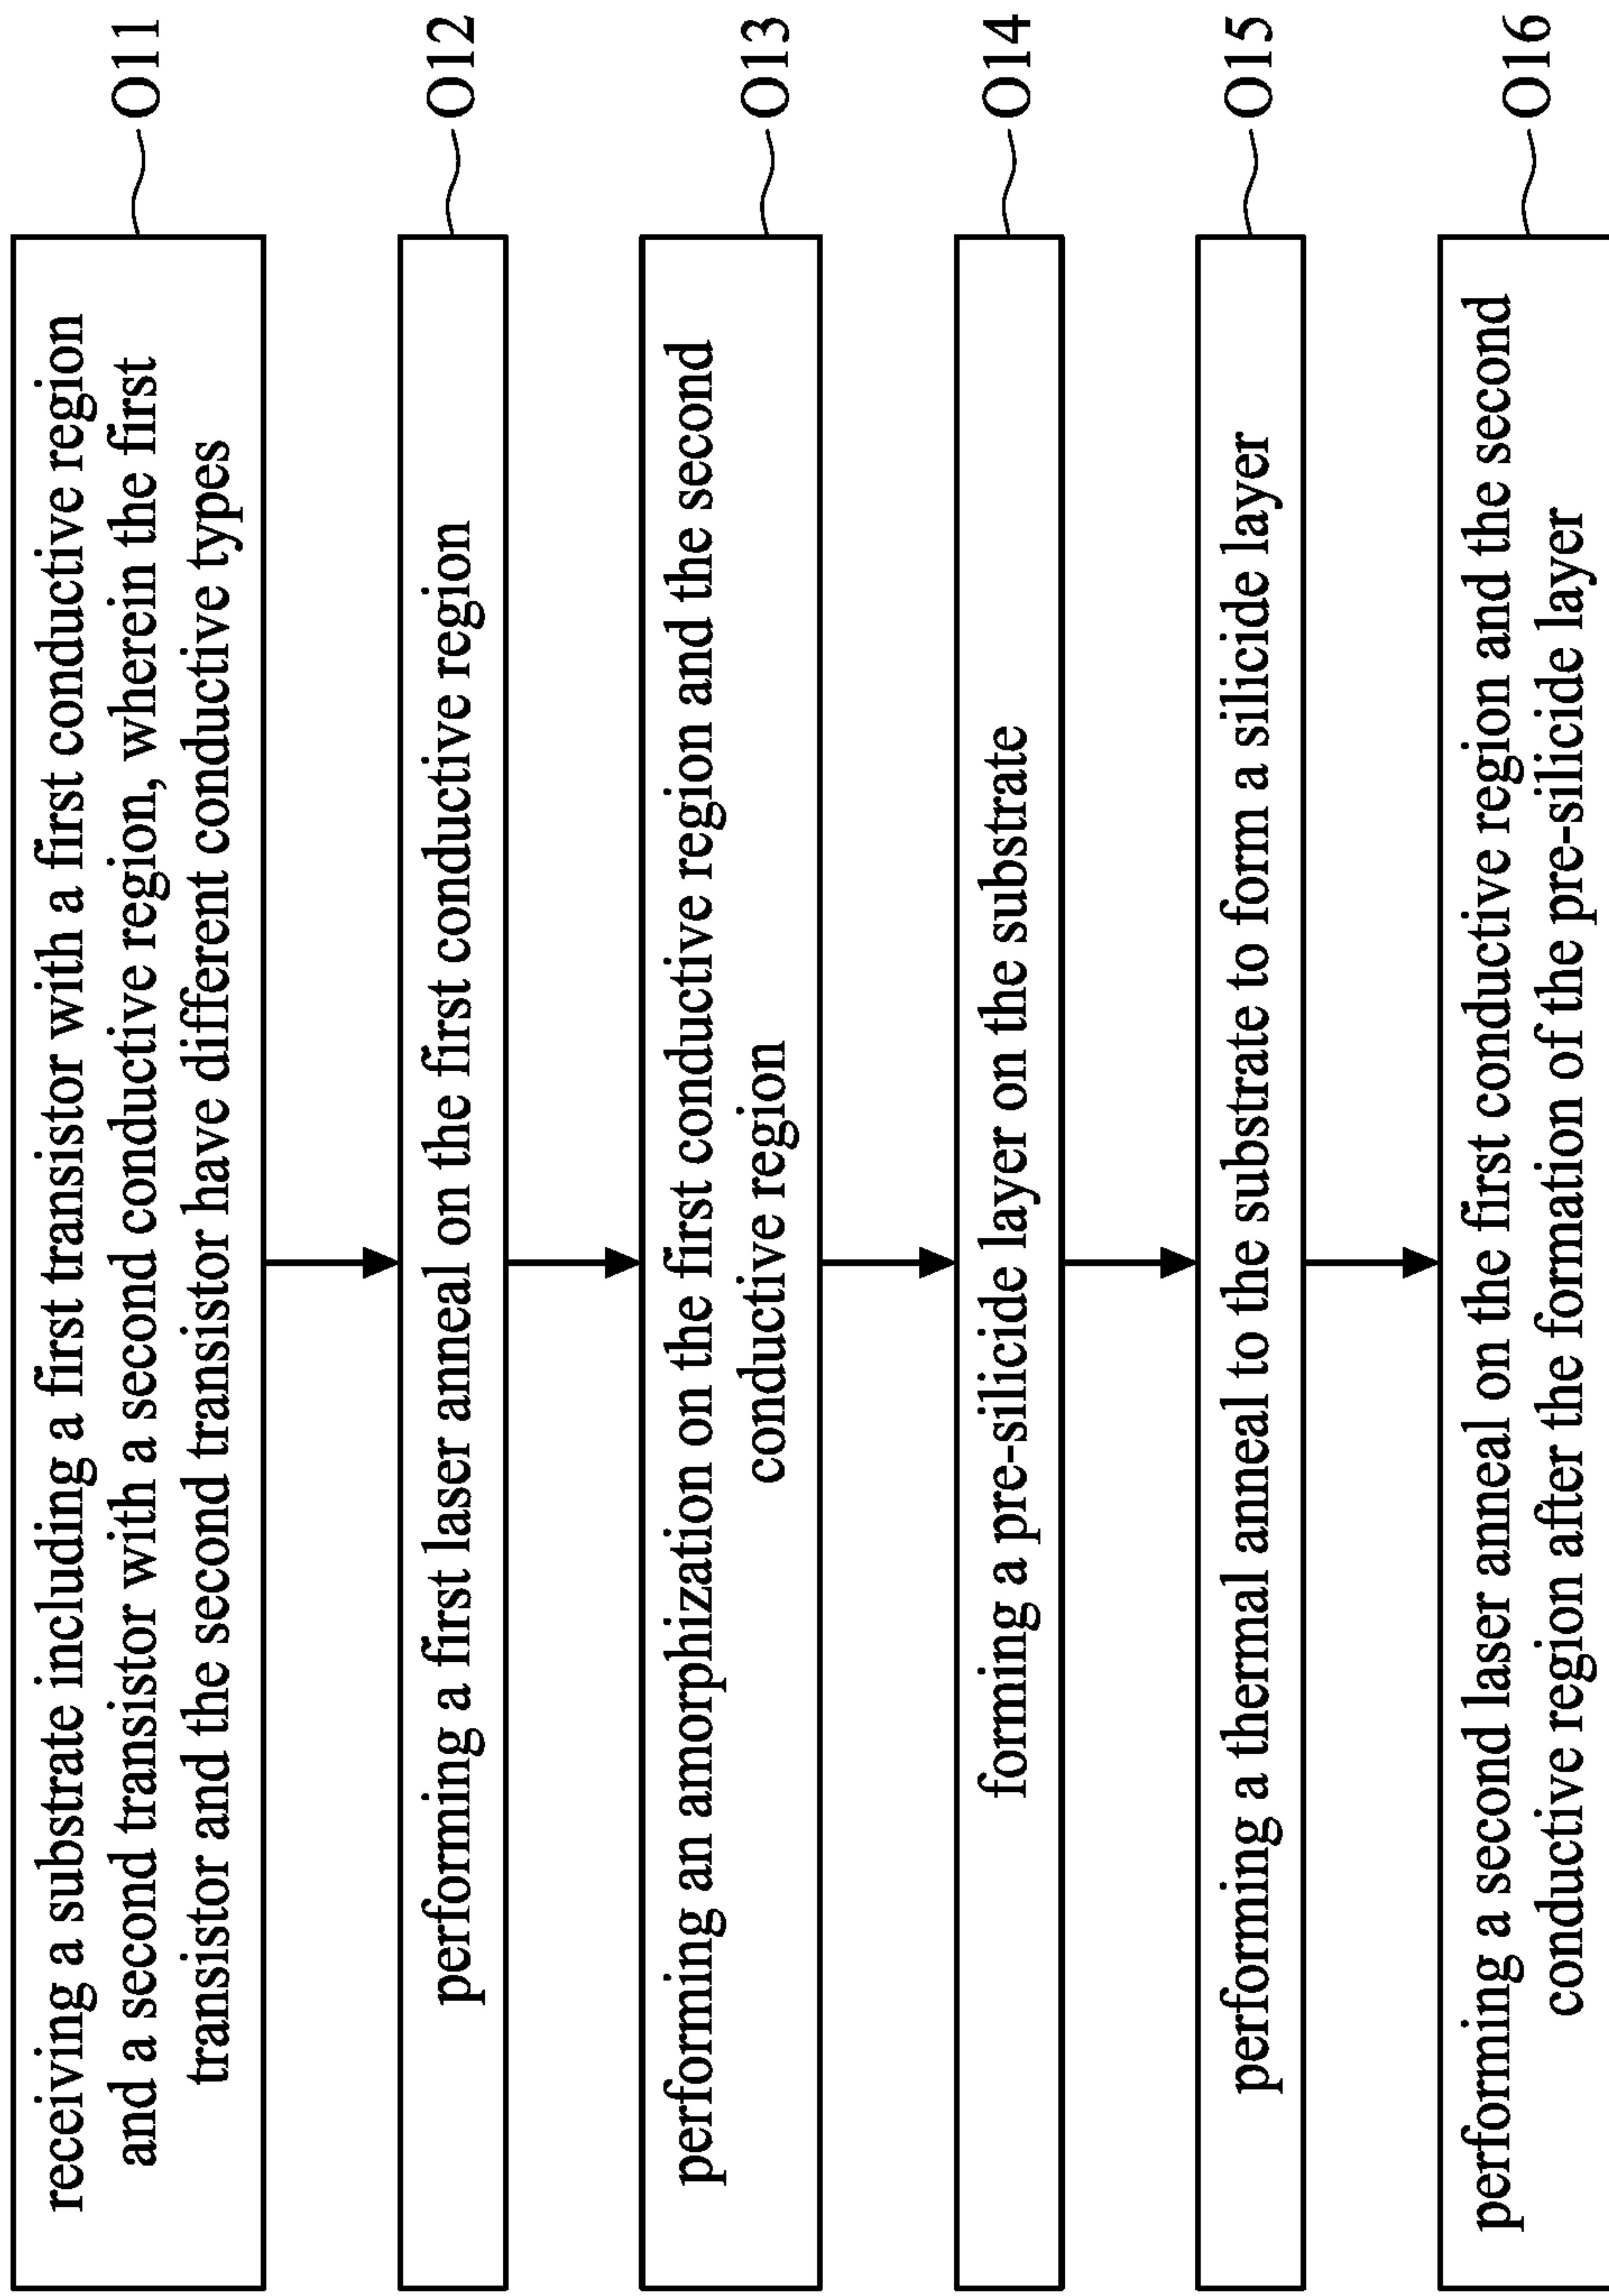 receiving a substrate including a first transistor with a first conductive region
and a second transistor with a second conductive region, wherein the first
transistor and the second transistor have different conductive types
O11
performing a first laser anneal on the first conductive region
O12
performing an amorphization on the first conductive region and the second
conductive region
O13
forming a pre-silicide layer on the substrate
O14
performing a thermal anneal to the substrate to form a silicide layer
O15
performing a second laser anneal on the first conductive region and the second
conductive region after the formation of the pre-silicide layer
O16